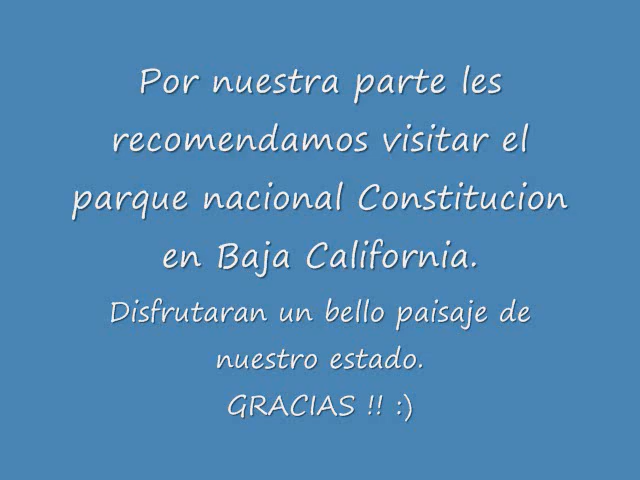 Por nuestra parte les
recomendamos visitar el
parque nacional Constitucion
en Baja California.
Disfrutaran un bello paisaje de
nuestro estado.
GRACIAS !! :)